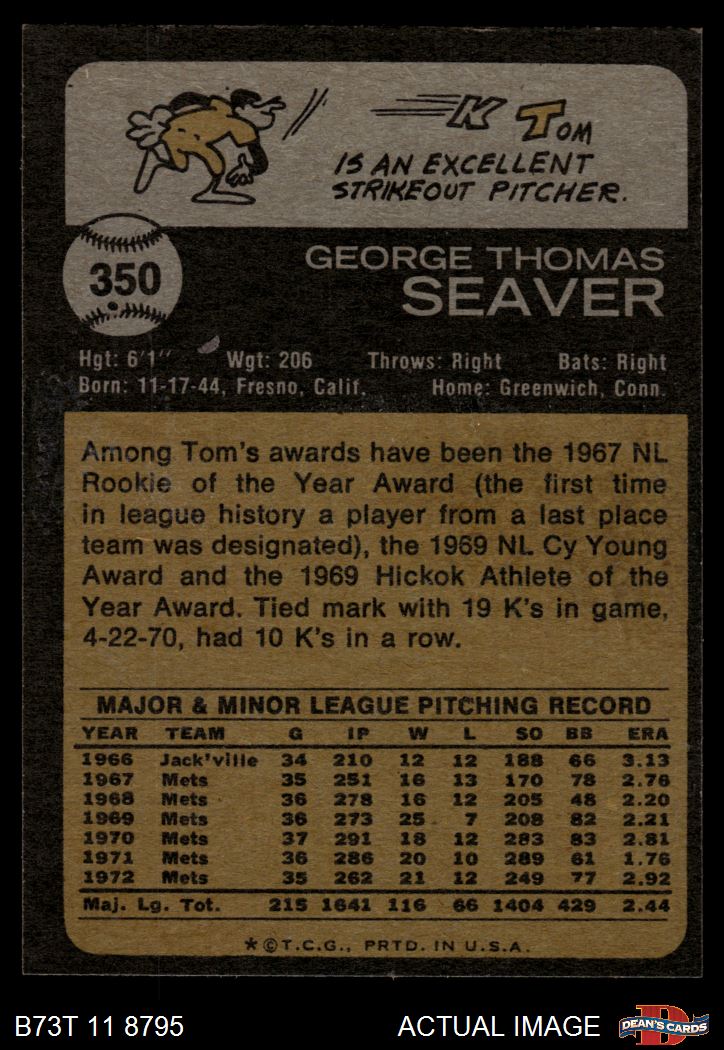 K TOM
IS AN EXCELLENT
STRIKEOUT PITCHER.
350
GEORGE THOMAS
SEAVER
Hgt: 6'1" Wgt: 206 Throws: Right Bats: Right
Born: 11-17-44, Fresno, Calif. Home: Greenwich, Conn.
Among Tom's awards have been the 1967 NL
Rookie of the Year Award (the first time
in league history a player from a last place
team was designated), the 1969 NL Cy Young
Award and the 1969 Hickok Athlete of the
Year Award. Tied mark with 19 K's in game,
4-22-70, had 10 K's in a row.
MAJOR & MINOR LEAGUE PITCHING RECORD
YEAR TEAM G IP W L SO BB ERA
1966 Jack'ville 34 210 12 12 188 66 3.13
1967 Mets 35 251 16 13 170 78 2.76
1968 Mets 36 278 16 12 205 48 2.20
1969 Mets 36 273 25 7 208 82 2.21
1970 Mets 37 291 18 12 283 83 2.81
1971 Mets 36 286 20 10 289 61 1.76
1972 Mets 35 262 21 12 249 77 2.92
Maj. Lg. Tot. 215 1641 116 66 1404 429 2.44
*©T.C.G., PRTD. IN U.S.A.
B73T 11 8795 ACTUAL IMAGE DEAN'S CARDS